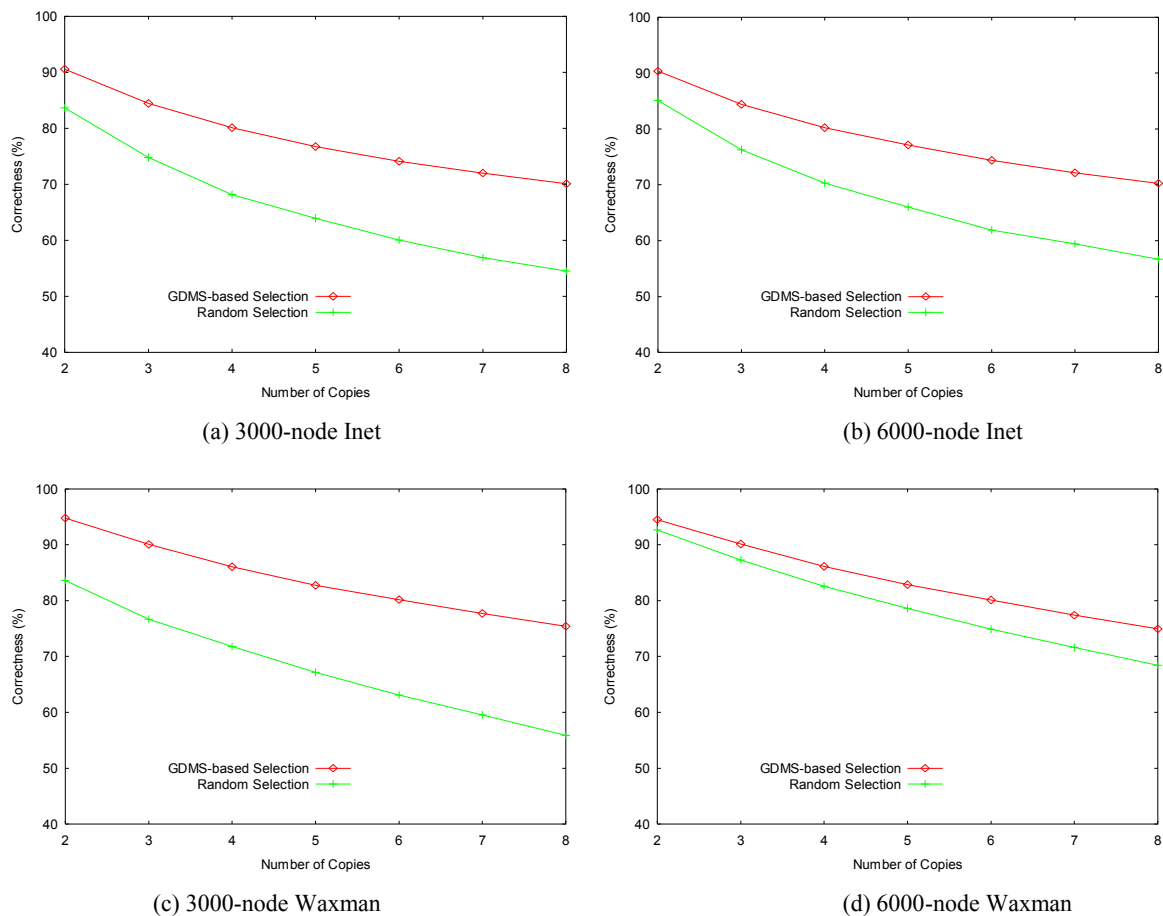 100
90
80
70
60
50
40
Correctness (%)
GDMS-based Selection
Random Selection
2 3 4 5 6 7 8
Number of Copies
(a) 3000-node Inet
100
90
80
70
60
50
40
Correctness (%)
GDMS-based Selection
Random Selection
2 3 4 5 6 7 8
Number of Copies
(b) 6000-node Inet
100
90
80
70
60
50
40
Correctness (%)
GDMS-based Selection
Random Selection
2 3 4 5 6 7 8
Number of Copies
(c) 3000-node Waxman
100
90
80
70
60
50
40
Correctness (%)
GDMS-based Selection
Random Selection
2 3 4 5 6 7 8
Number of Copies
(d) 6000-node Waxman